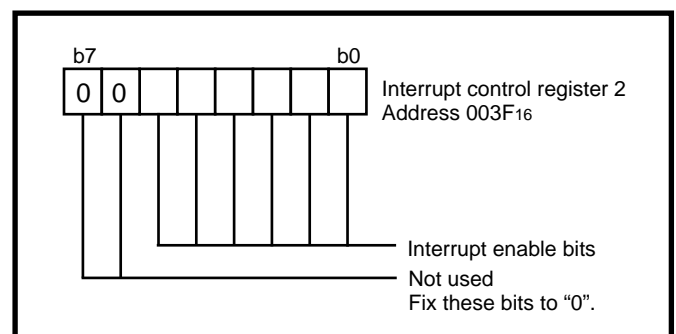 b7 b0
0 0
Interrupt control register 2
Address 003F16
Interrupt enable bits
Not used
Fix these bits to “0”.